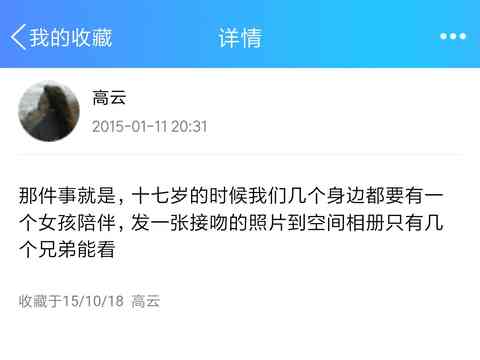 我的收藏
详情
高云
2015-01-11 20:31
那件事就是，十七岁的时候我们几个身边都要有一
个女孩陪伴，发一张接吻的照片到空间相册只有几
个兄弟能看
收藏于15/10/18 高云